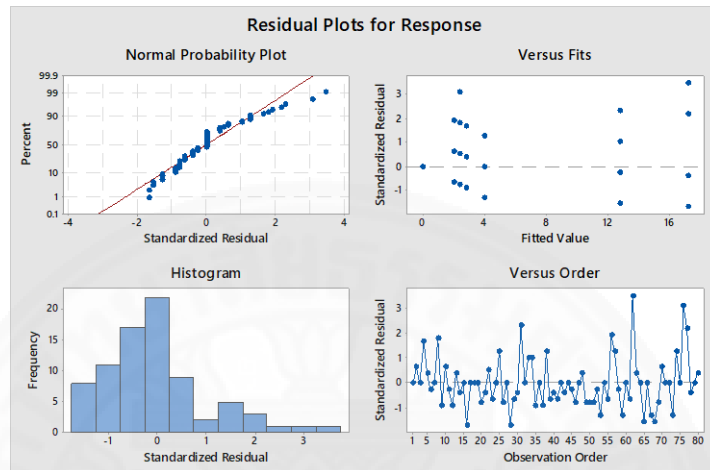 Residual Plots for Response
Normal Probability Plot
99.9
99
90
50
10
1
0.1
Percent
-4 -2 0 2 4
Standardized Residual
Versus Fits
3
2
1
0
-1
Standardized Residual
0 4 8 12 16
Fitted Value
Histogram
20
15
10
5
0
Frequency
-1 0 1 2 3
Standardized Residual
Versus Order
3
2
1
0
-1
Standardized Residual
1 5 10 15 20 25 30 35 40 45 50 55 60 65 70 75 80
Observation Order